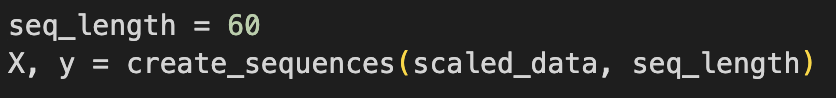 seq_length = 60
X, y = create_sequences(scaled_data, seq_length)